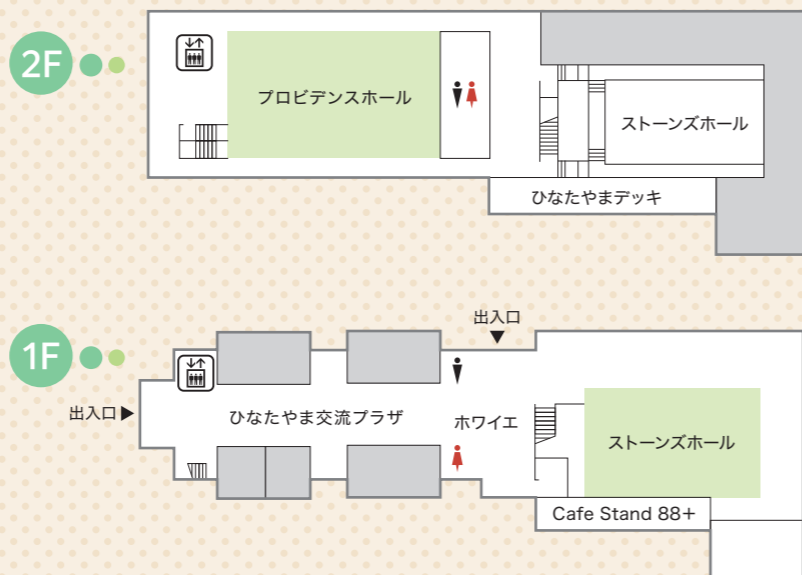 2F
プロビデンスホール
ストーンズホール
ひなたやまデッキ
出入口
1F
出入口
ひなたやま交流プラザ
ホワイエ
ストーンズホール
Cafe Stand 88+